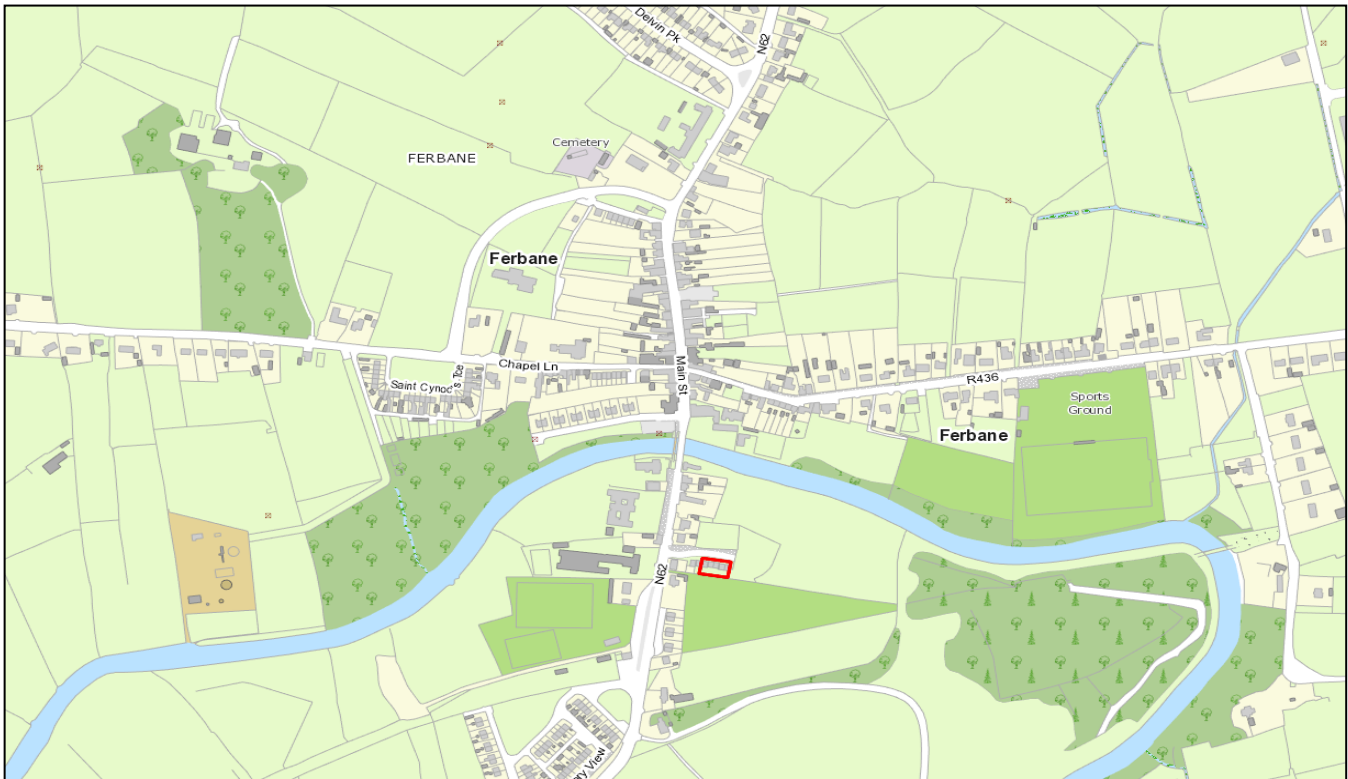 Delvin Pk
N62
Cemetery
FERBANE
Ferbane
Chapel Ln
Main St
Saint Cynoc
s Tce
R436
Sports
Ground
Ferbane
N62
ry View